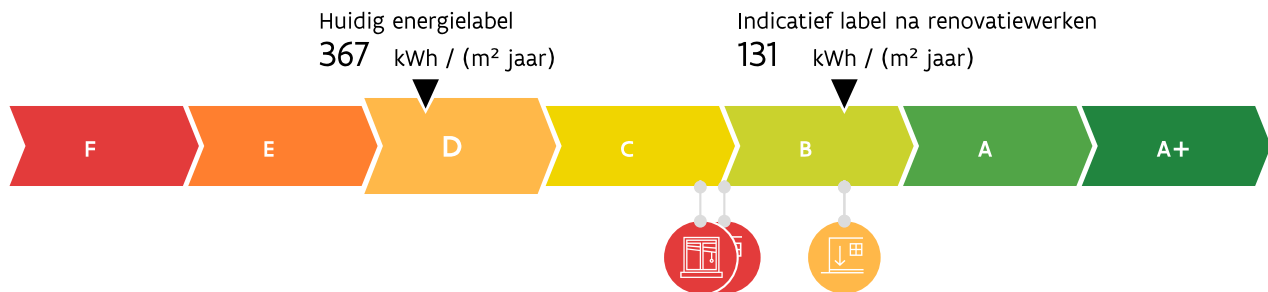 Huidig energielabel
367 kWh / (m² jaar)
Indicatief label na renovatiewerken
131 kWh / (m² jaar)
F E D C B A A+